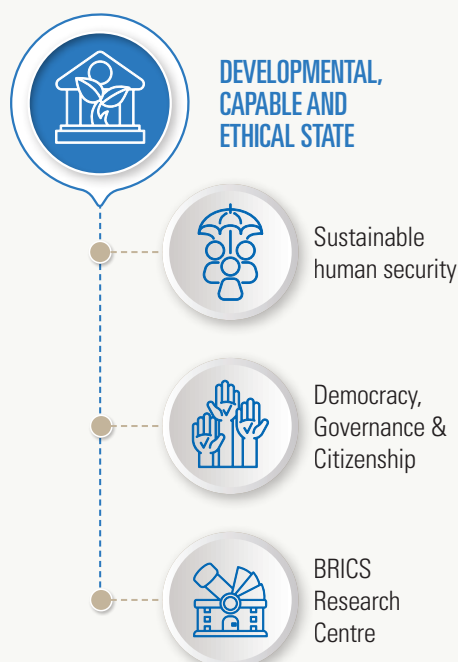 DEVELOPMENTAL,
CAPABLE AND
ETHICAL STATE
Sustainable
human security
Democracy,
Governance &
Citizenship
BRICS
Research
Centre